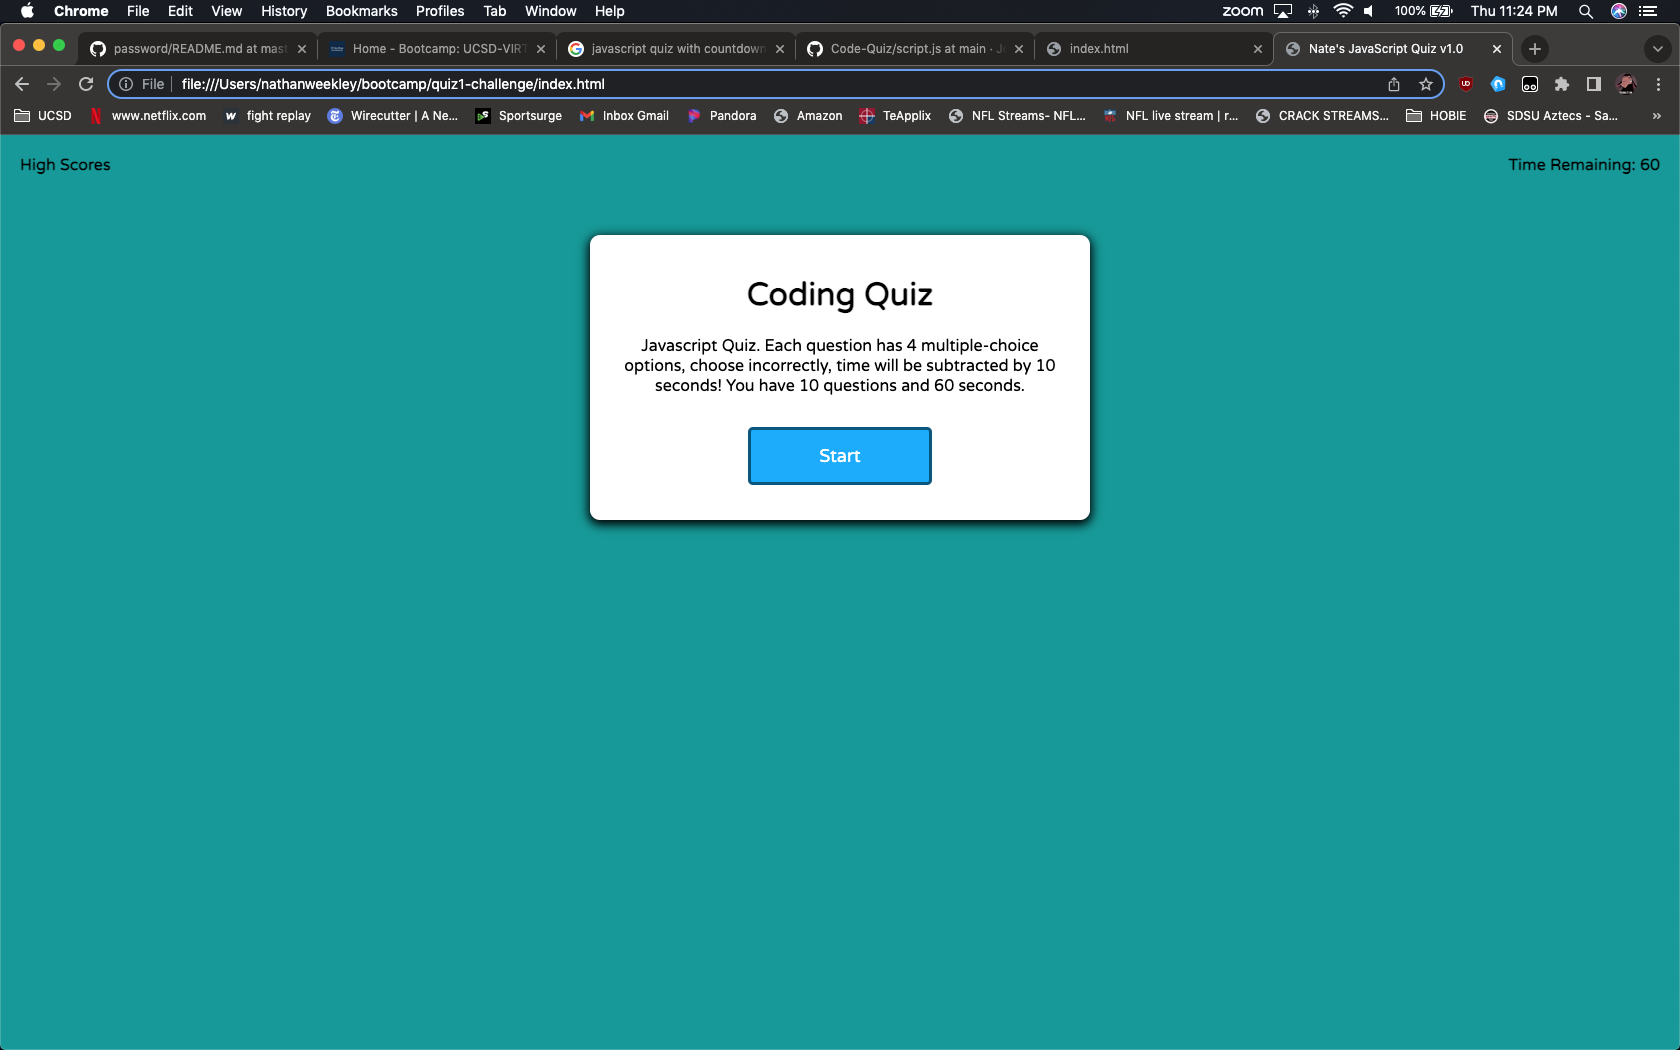 Chrome File Edit View History Bookmarks Profiles Tab Window Help zoom 100% Thu 11:24 PM
password/README.md at mast Home - Bootcamp: UCSD-VIRT javascript quiz with countdown Code-Quiz/script.js at main · Jo index.html Nate's JavaScript Quiz v1.0
File file:///Users/nathanweekley/bootcamp/quiz1-challenge/index.html
UCSD www.netflix.com fight replay Wirecutter | A Ne... Sportsurge Inbox Gmail Pandora Amazon TeApplix NFL Streams- NFL... NFL live stream | r... CRACK STREAMS... HOBIE SDSU Aztecs - Sa... »
High Scores Time Remaining: 60
Coding Quiz
Javascript Quiz. Each question has 4 multiple-choice
options, choose incorrectly, time will be subtracted by 10
seconds! You have 10 questions and 60 seconds.
Start